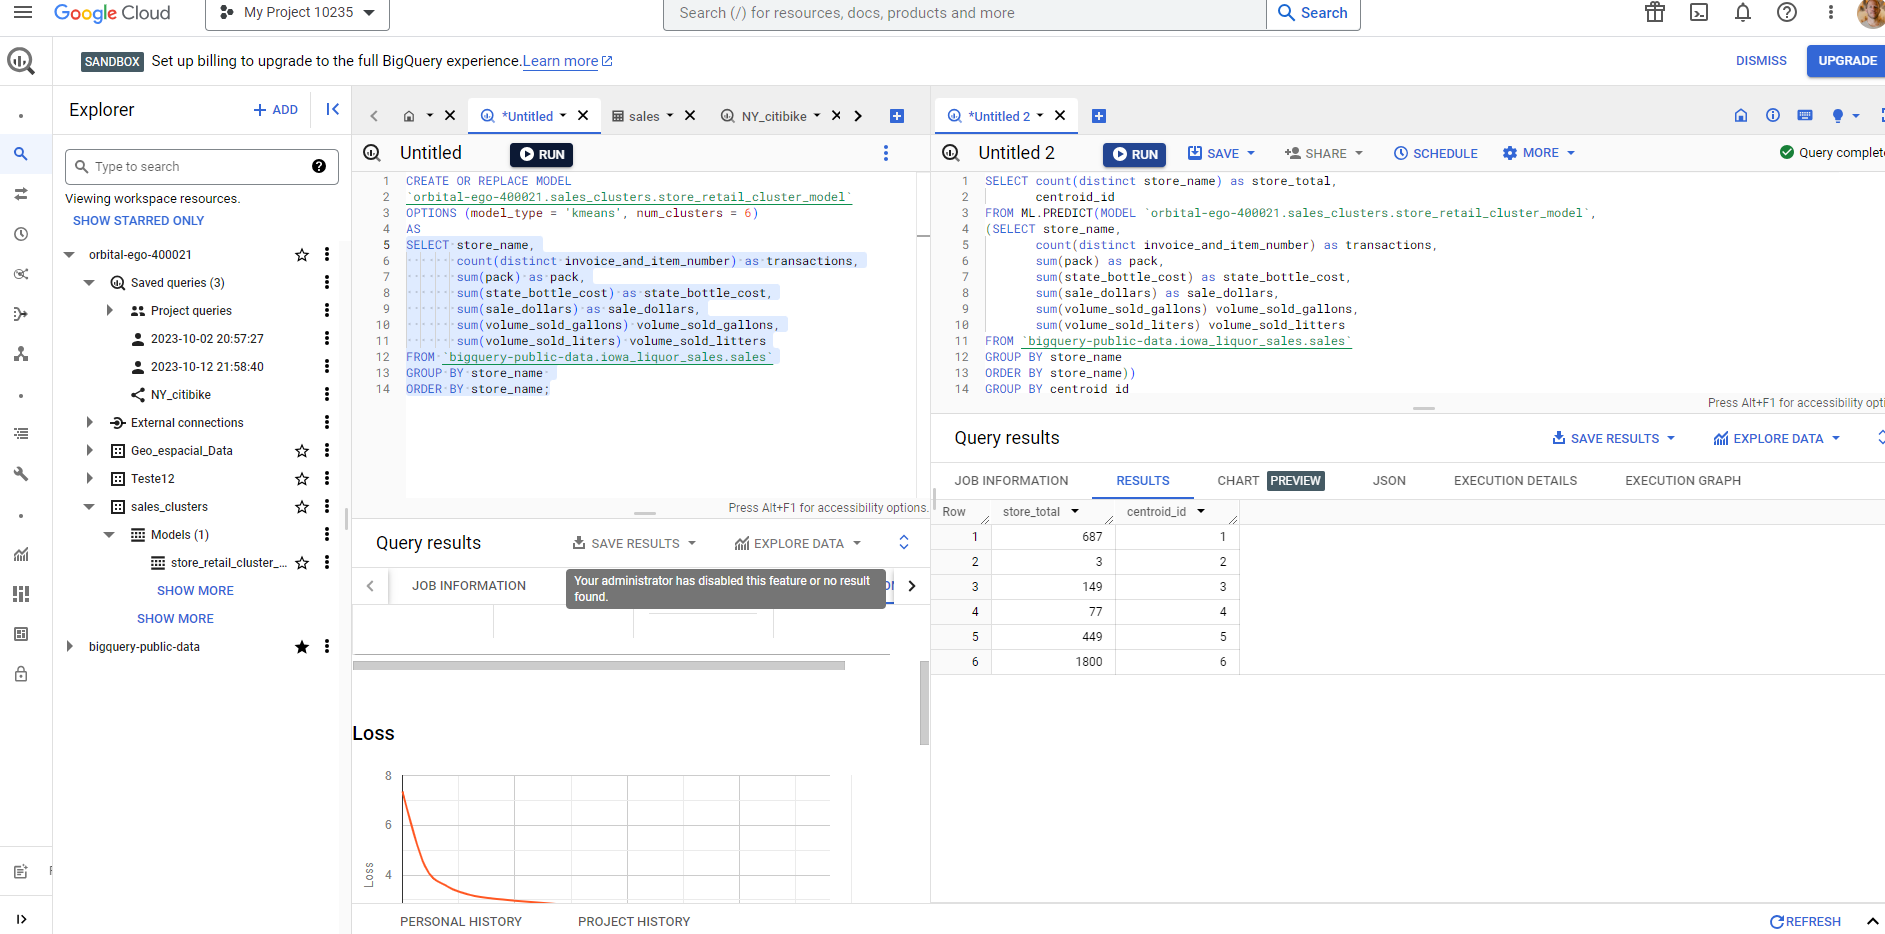 Google Cloud
My Project 10235
Search (/) for resources, docs, products and more
Search
SANDBOX Set up billing to upgrade to the full BigQuery experience. Learn more
DISMISS
UPGRADE
Explorer
+ ADD
Type to search
Viewing workspace resources.
SHOW STARRED ONLY
orbital-ego-400021
Saved queries (3)
Project queries
2023-10-02 20:57:27
2023-10-12 21:58:40
NY_citibike
External connections
Geo_espacial_Data
Teste12
sales_clusters
Models (1)
store_retail_cluster_...
SHOW MORE
SHOW MORE
bigquery-public-data
*Untitled
sales
NY_citibike
Untitled
RUN
1 CREATE OR REPLACE MODEL
2 `orbital-ego-400021.sales_clusters.store_retail_cluster_model`
3 OPTIONS (model_type = 'kmeans', num_clusters = 6)
4 AS
5 SELECT store_name,
6 count(distinct invoice_and_item_number) as transactions,
7 sum(pack) as pack,
8 sum(state_bottle_cost) as state_bottle_cost,
9 sum(sale_dollars) as sale_dollars,
10 sum(volume_sold_gallons) volume_sold_gallons,
11 sum(volume_sold_liters) volume_sold_litters
12 FROM `bigquery-public-data.iowa_liquor_sales.sales`
13 GROUP BY store_name
14 ORDER BY store_name;
Press Alt+F1 for accessibility options.
Query results
SAVE RESULTS
EXPLORE DATA
JOB INFORMATION
Your administrator has disabled this feature or no result
found.
Loss
8
6
4
Loss
*Untitled 2
Untitled 2
RUN
SAVE
SHARE
SCHEDULE
MORE
Query complete
1 SELECT count(distinct store_name) as store_total,
2 centroid_id
3 FROM ML.PREDICT(MODEL `orbital-ego-400021.sales_clusters.store_retail_cluster_model`,
4 (SELECT store_name,
5 count(distinct invoice_and_item_number) as transactions,
6 sum(pack) as pack,
7 sum(state_bottle_cost) as state_bottle_cost,
8 sum(sale_dollars) as sale_dollars,
9 sum(volume_sold_gallons) volume_sold_gallons,
10 sum(volume_sold_liters) volume_sold_litters
11 FROM `bigquery-public-data.iowa_liquor_sales.sales`
12 GROUP BY store_name
13 ORDER BY store_name))
14 GROUP BY centroid id
Press Alt+F1 for accessibility opti
Query results
SAVE RESULTS
EXPLORE DATA
JOB INFORMATION RESULTS CHART PREVIEW JSON EXECUTION DETAILS EXECUTION GRAPH
Row store_total centroid_id
1 687 1
2 3 2
3 149 3
4 77 4
5 449 5
6 1800 6
PERSONAL HISTORY
PROJECT HISTORY
REFRESH